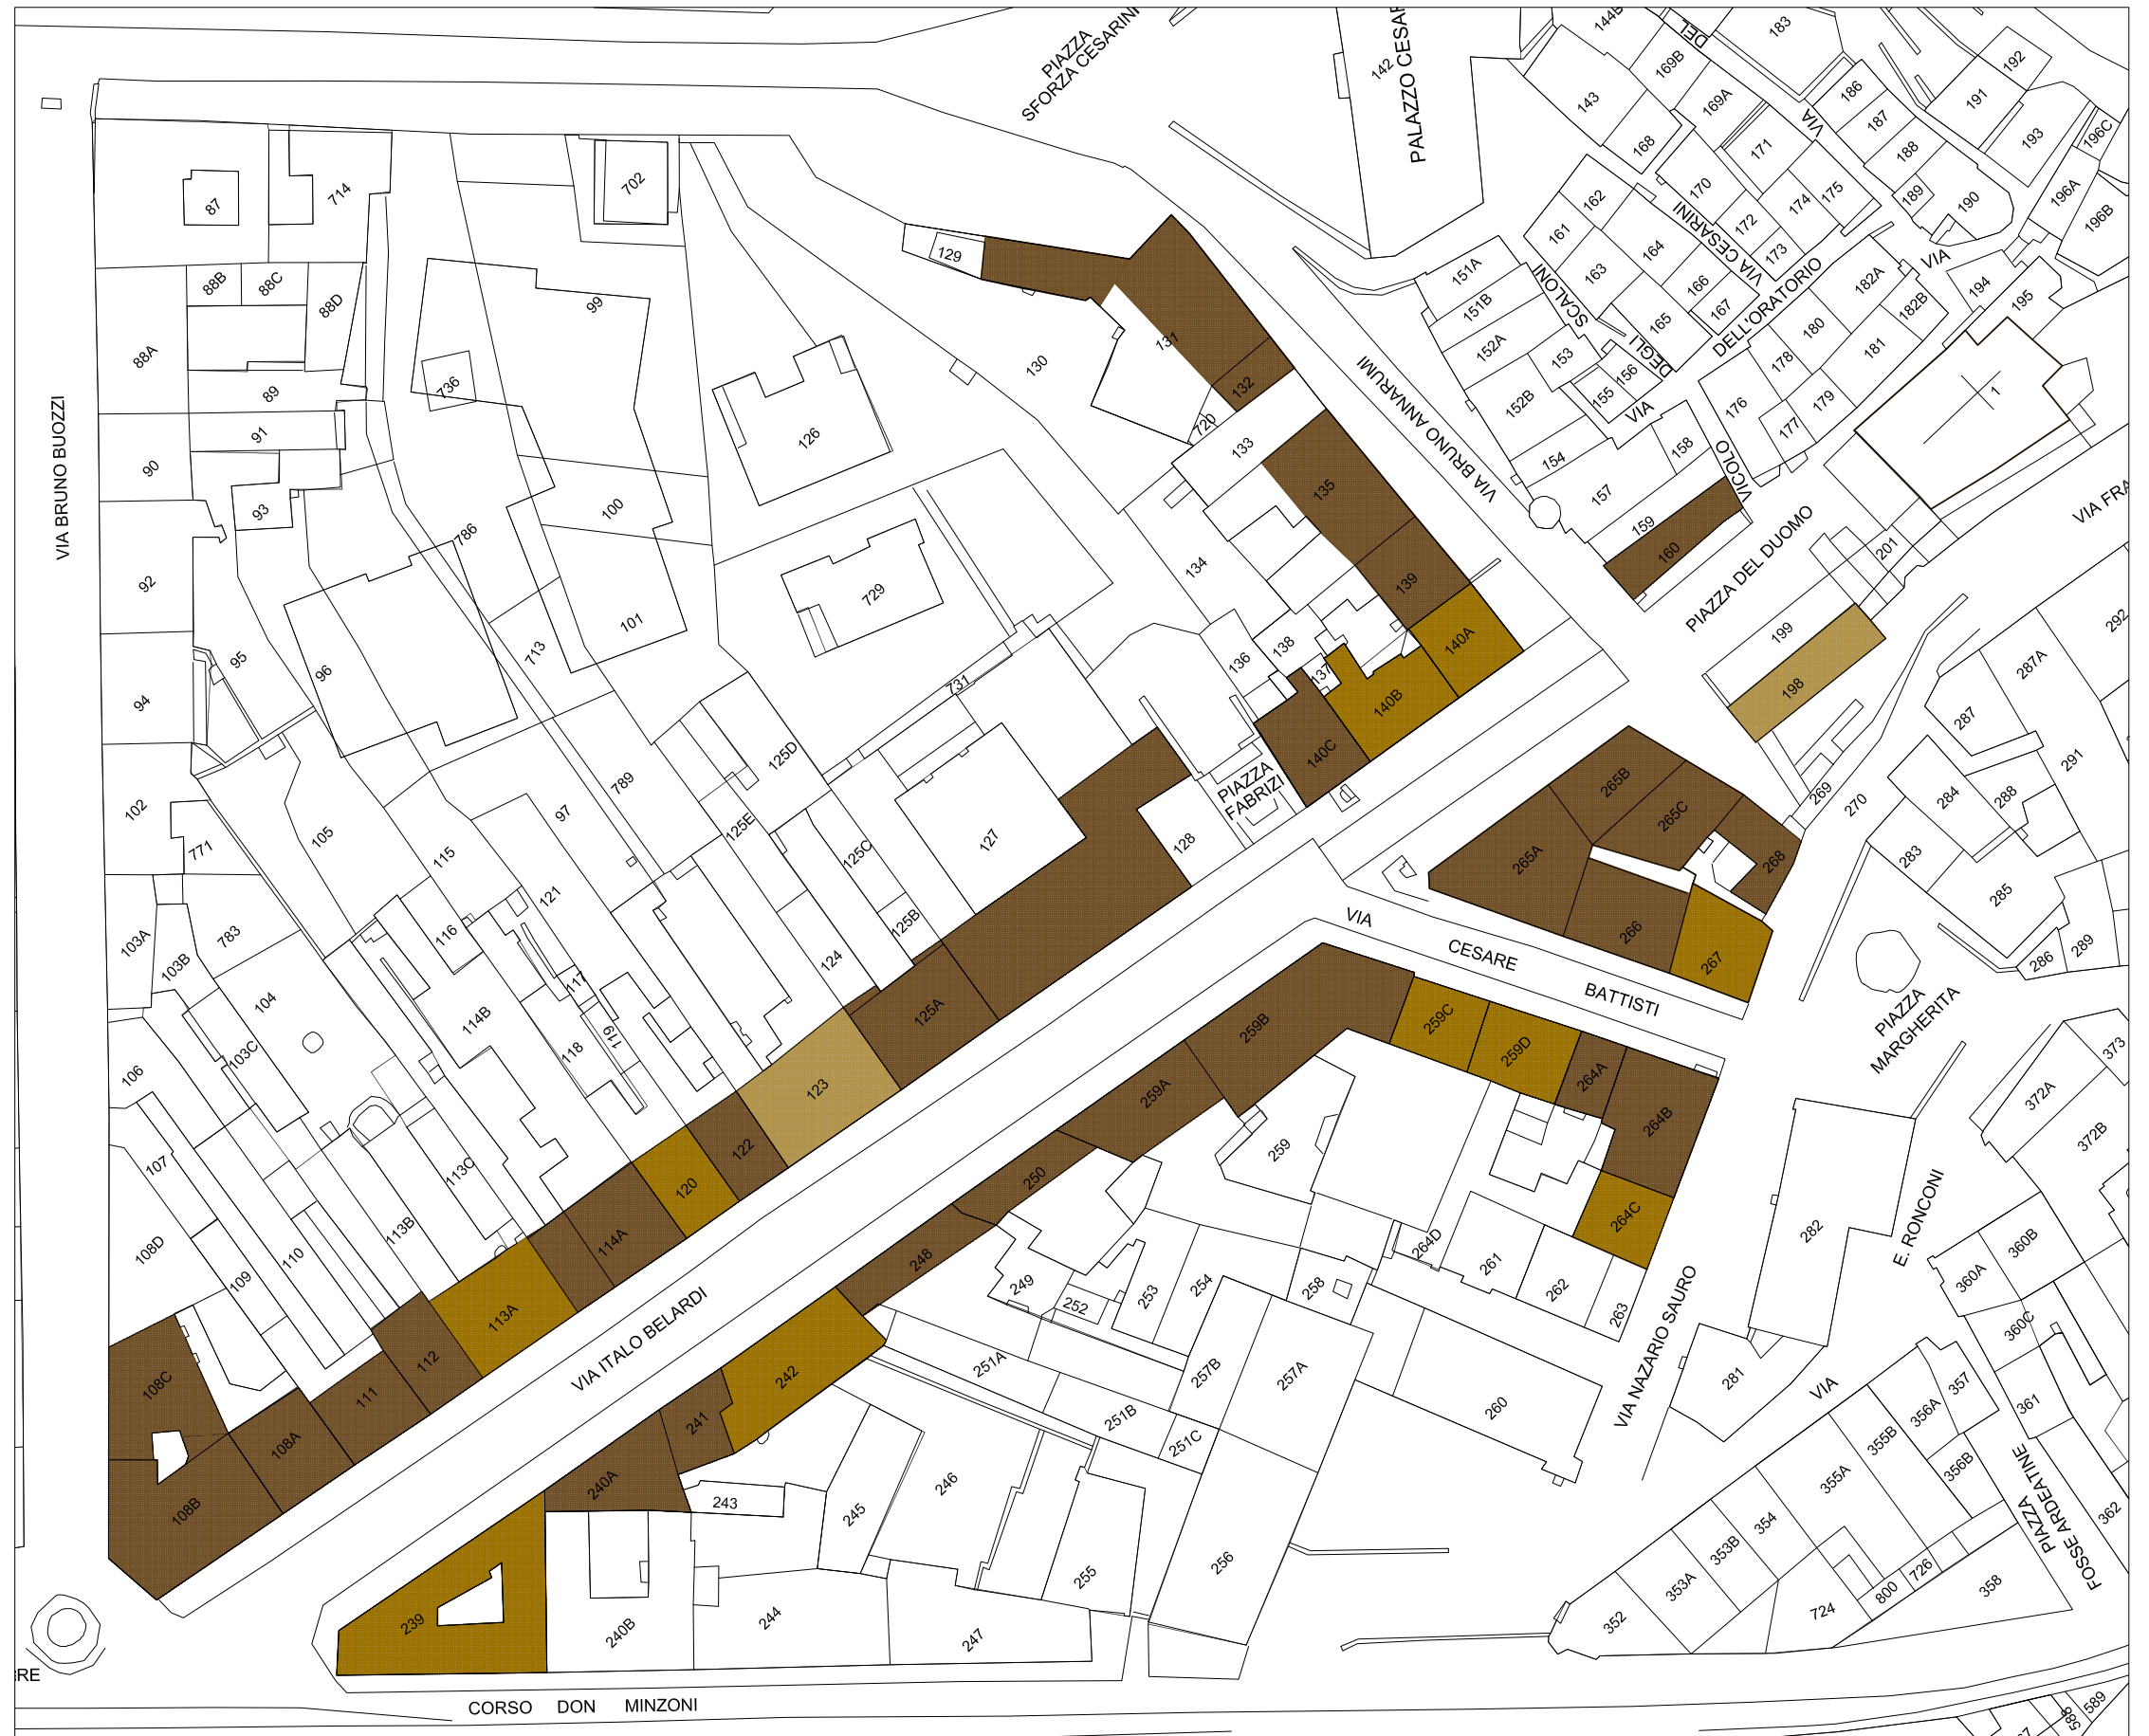 PIAZZA
SFORZA CESARINI
142
PALAZZO CESAR
144B
DEL
183
192
169B
169A
143
168
186
187
191
188
193
196C
VIA
171
170
174
175
189
190
196A
196B
87
714
702
162
161
164
163
172
173
VIA CESARINI
166
167
165
SCALONI
DEGLI
DELL'ORATORIO
VIA
182A
182B
194
195
180
181
178
179
176
177
1
88B
88C
88D
88A
89
99
736
129
131
130
132
720
133
151A
151B
152A
152B
153
155
156
VIA
154
157
158
159
160
VICOLO
VIA BRUNO ANNARUMI
VIA BRUNO BUOZZI
91
90
93
92
95
94
96
786
100
101
713
126
729
731
134
135
139
136
138
137
140A
140B
140C
PIAZZA
FABRIZI
PIAZZA DEL DUOMO
VIA FRA
201
199
198
292
287A
287
291
269
270
284
288
283
285
286
289
102
771
105
115
97
789
125D
125E
125C
125B
127
128
124
125A
265B
265C
265A
268
266
267
103A
103B
783
104
103C
116
121
117
114B
118
119
123
122
120
VIA
CESARE
BATTISTI
PIAZZA
MARGHERITA
373
372A
372B
259B
259C
259D
264A
264B
264C
259A
259
250
248
106
107
108D
109
110
113B
113C
113A
114A
112
111
108C
108A
108B
VIA ITALO BELARDI
249
252
253
254
258
264D
261
262
263
251A
251B
251C
257B
257A
260
282
281
E. RONCONI
VIA NAZARIO SAURO
360A
360B
360C
361
362
VIA
357
356A
356B
355B
355A
354
353B
353A
352
724
800
726
358
PIAZZA
FOSSE ARDEATINE
242
241
240A
243
245
246
239
240B
244
247
255
256
CORSO DON MINZONI
RE
588
589